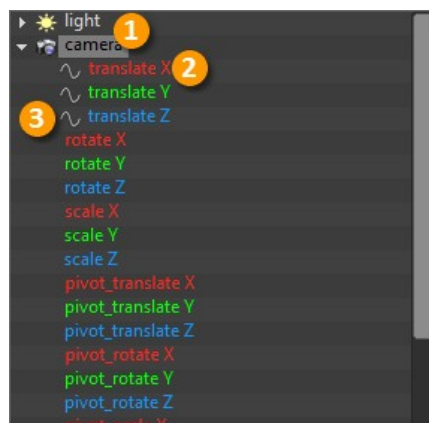 light
1
camera
translate X 2
translate Y
3 translate Z
rotate X
rotate Y
rotate Z
scale X
scale Y
scale Z
pivot_translate X
pivot_translate Y
pivot_translate Z
pivot_rotate X
pivot_rotate Y
pivot_rotate Z